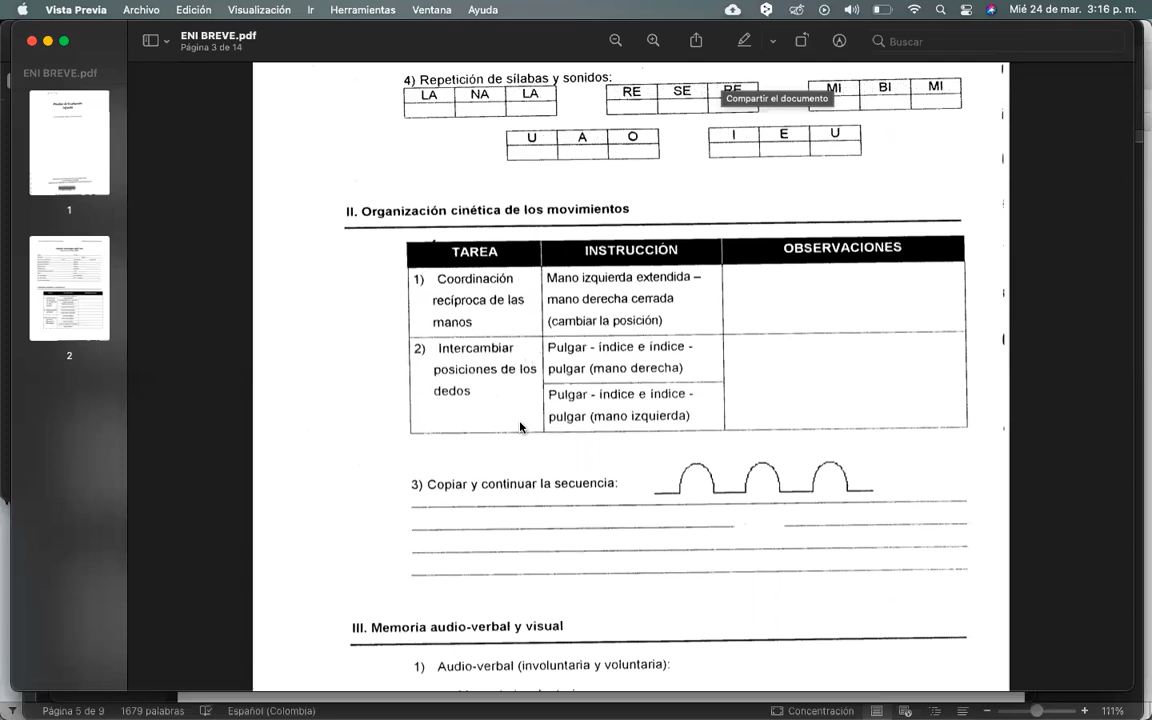 Vista Previa Archivo Edición Visualización Ir Herramientas Ventana Ayuda Mié 24 de mar. 3:16 p. m.
ENI BREVE.pdf
Página 3 de 14
Buscar
ENI BREVE.pdf
1
2
4) Repetición de sílabas y sonidos:
LA NA LA RE SE RE MI BI MI
Compartir el documento
U A O I E U
II. Organización cinética de los movimientos
TAREA INSTRUCCIÓN OBSERVACIONES
1) Coordinación recíproca de las manos
Mano izquierda extendida –
mano derecha cerrada
(cambiar la posición)
2) Intercambiar posiciones de los dedos
Pulgar - índice e índice -
pulgar (mano derecha)
Pulgar - índice e índice -
pulgar (mano izquierda)
3) Copiar y continuar la secuencia:
III. Memoria audio-verbal y visual
1) Audio-verbal (involuntaria y voluntaria):
Página 5 de 9 1679 palabras Español (Colombia) Concentración 111%